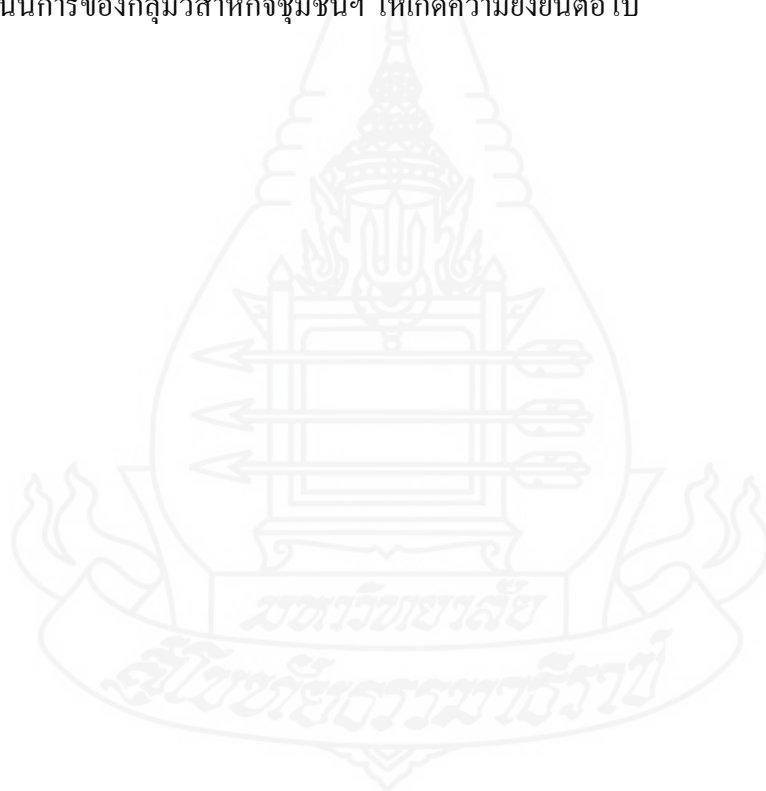 นินการของกลุ่มวิสาหกิจชุมชนฯ ให้เกิดความยั่งยืนต่อไป
มหาวิทยาลัย
สุโขทัยธรรมาธิราช